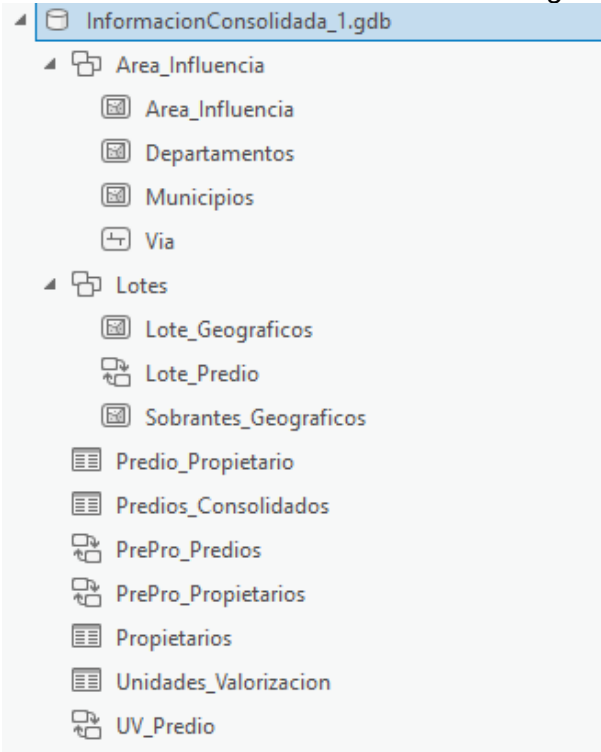 InformacionConsolidada_1.gdb
Area_Influencia
Area_Influencia
Departamentos
Municipios
Via
Lotes
Lote_Geograficos
Lote_Predio
Sobrantes_Geograficos
Predio_Propietario
Predios_Consolidados
PrePro_Predios
PrePro_Propietarios
Propietarios
Unidades_Valorizacion
UV_Predio